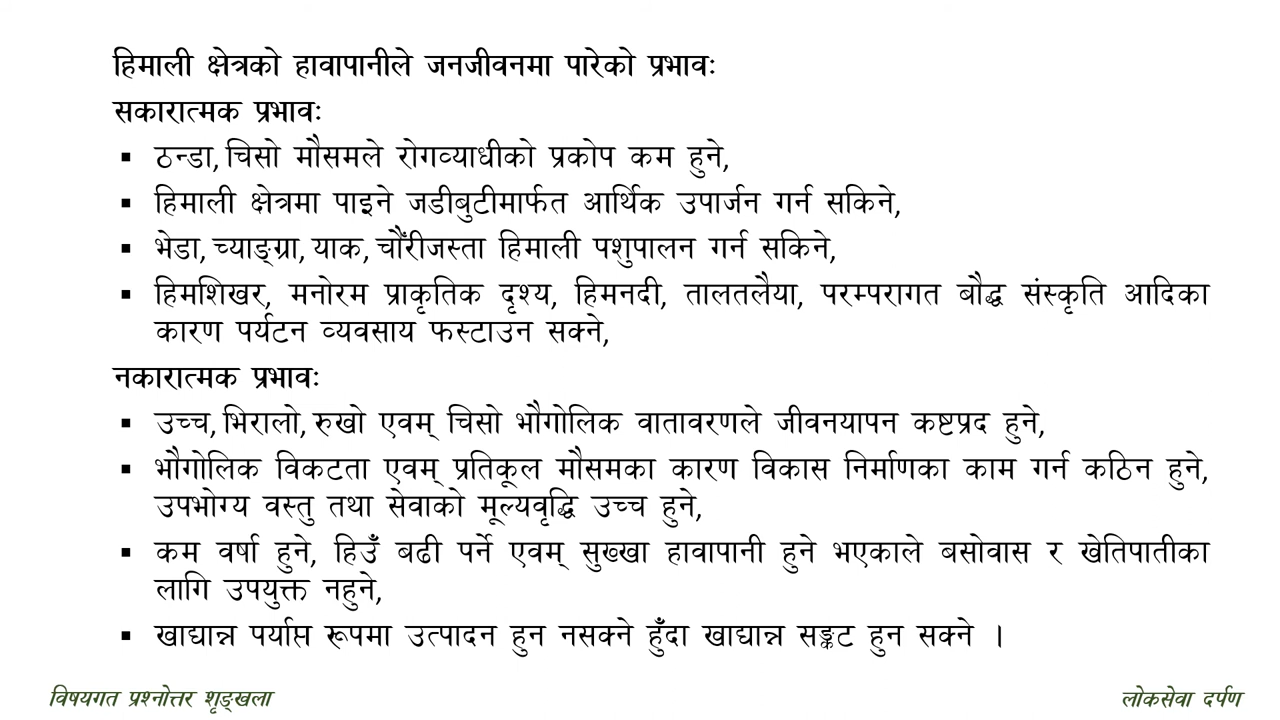 हिमाली क्षेत्रको हावापानीले जनजीवनमा पारेको प्रभावः
सकारात्मक प्रभावः
▪ ठन्डा, चिसो मौसमले रोगव्याधीको प्रकोप कम हुने,
▪ हिमाली क्षेत्रमा पाइने जडीबुटीमार्फत आर्थिक उपार्जन गर्न सकिने,
▪ भेडा, च्याङ्ग्रा, याक, चौंरीजस्ता हिमाली पशुपालन गर्न सकिने,
▪ हिमशिखर, मनोरम प्राकृतिक दृश्य, हिमनदी, तालतलैया, परम्परागत बौद्ध संस्कृति आदिका
कारण पर्यटन व्यवसाय फस्टाउन सक्ने,
नकारात्मक प्रभावः
▪ उच्च, भिरालो, रुखो एवम् चिसो भौगोलिक वातावरणले जीवनयापन कष्टप्रद हुने,
▪ भौगोलिक विकटता एवम् प्रतिकूल मौसमका कारण विकास निर्माणका काम गर्न कठिन हुने,
उपभोग्य वस्तु तथा सेवाको मूल्यवृद्धि उच्च हुने,
▪ कम वर्षा हुने, हिउँ बढी पर्ने एवम् सुख्खा हावापानी हुने भएकाले बसोवास र खेतिपातीका
लागि उपयुक्त नहुने,
▪ खाद्यान्न पर्याप्त रूपमा उत्पादन हुन नसक्ने हुँदा खाद्यान्न सङ्कट हुन सक्ने ।
विषयगत प्रश्नोत्तर शृङ्खला
लोकसेवा दर्पण